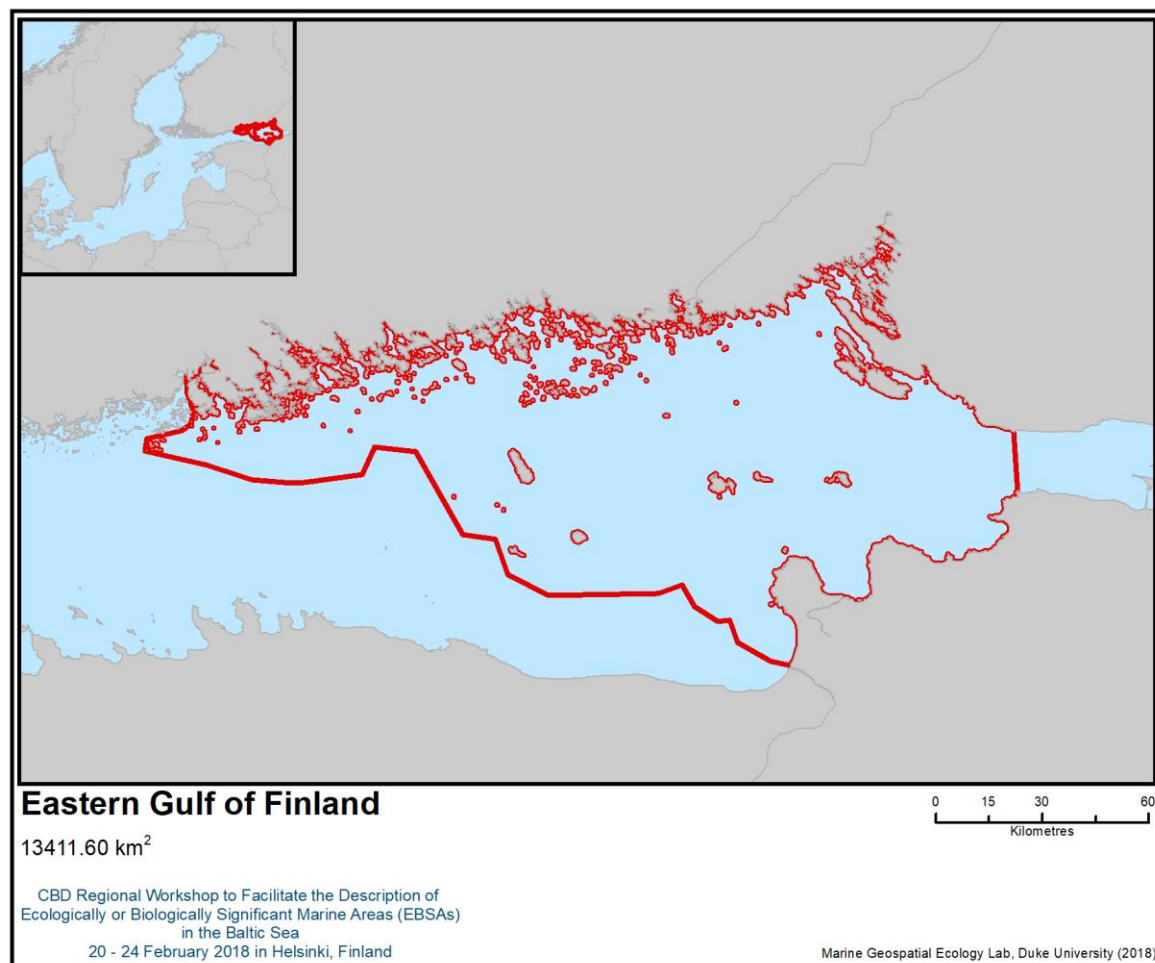 Eastern Gulf of Finland
13411.60 km²
0 15 30 60
Kilometres
CBD Regional Workshop to Facilitate the Description of
Ecologically or Biologically Significant Marine Areas (EBSAs)
in the Baltic Sea
20 - 24 February 2018 in Helsinki, Finland
Marine Geospatial Ecology Lab, Duke University (2018)